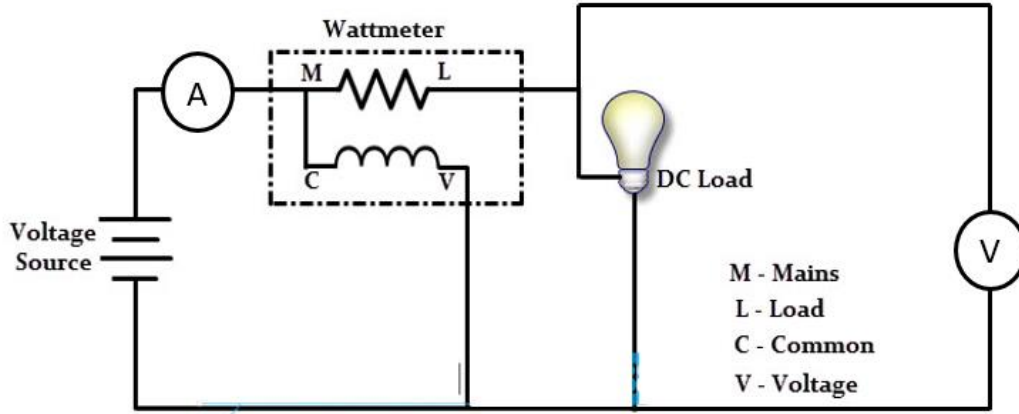 Wattmeter
M
L
A
C
V
DC Load
Voltage
Source
V
M - Mains
L - Load
C - Common
V - Voltage